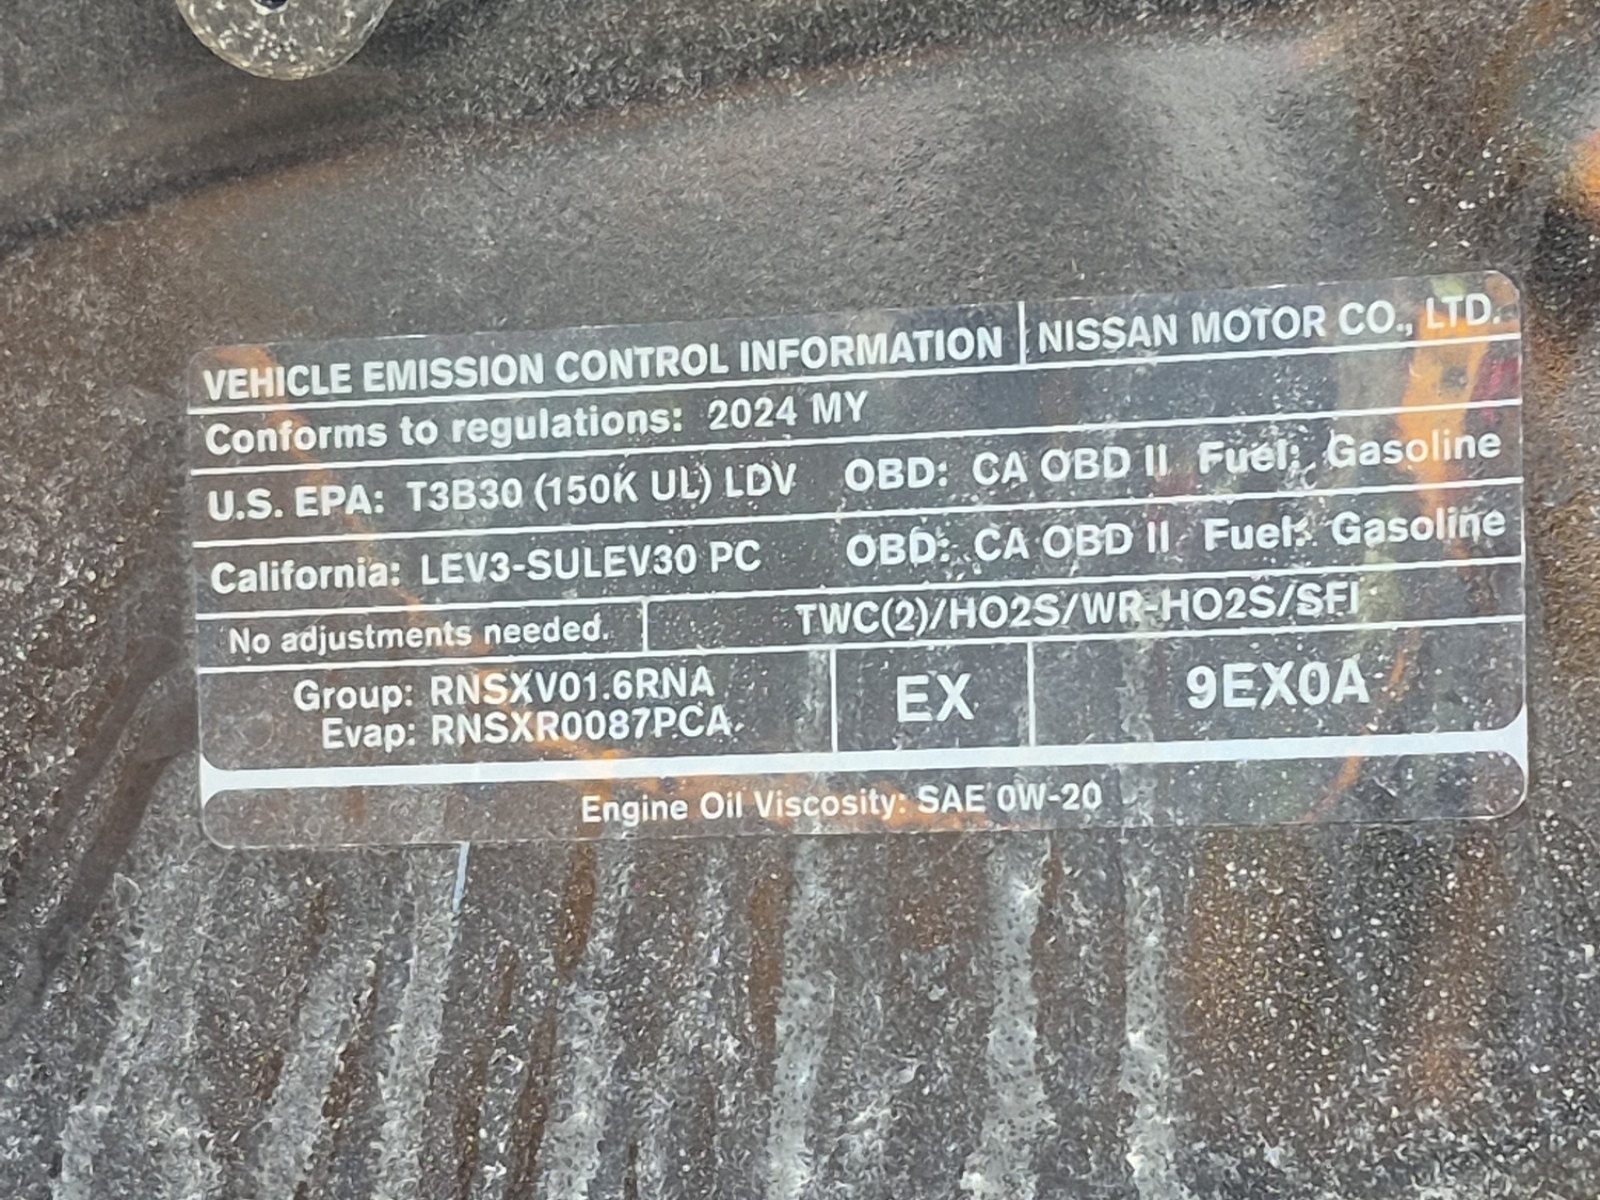 VEHICLE EMISSION CONTROL INFORMATION NISSAN MOTOR CO., LTD.
Conforms to regulations: 2024 MY
U.S. EPA: T3B30 (150K UL) LDV OBD: CA OBD II Fuel: Gasoline
California: LEV3-SULEV30 PC OBD: CA OBD II Fuel: Gasoline
No adjustments needed. TWC(2)/HO2S/WR-HO2S/SFI
Group: RNSXV01.6RNA
Evap: RNSXR0087PCA
EX
9EX0A
Engine Oil Viscosity: SAE 0W-20